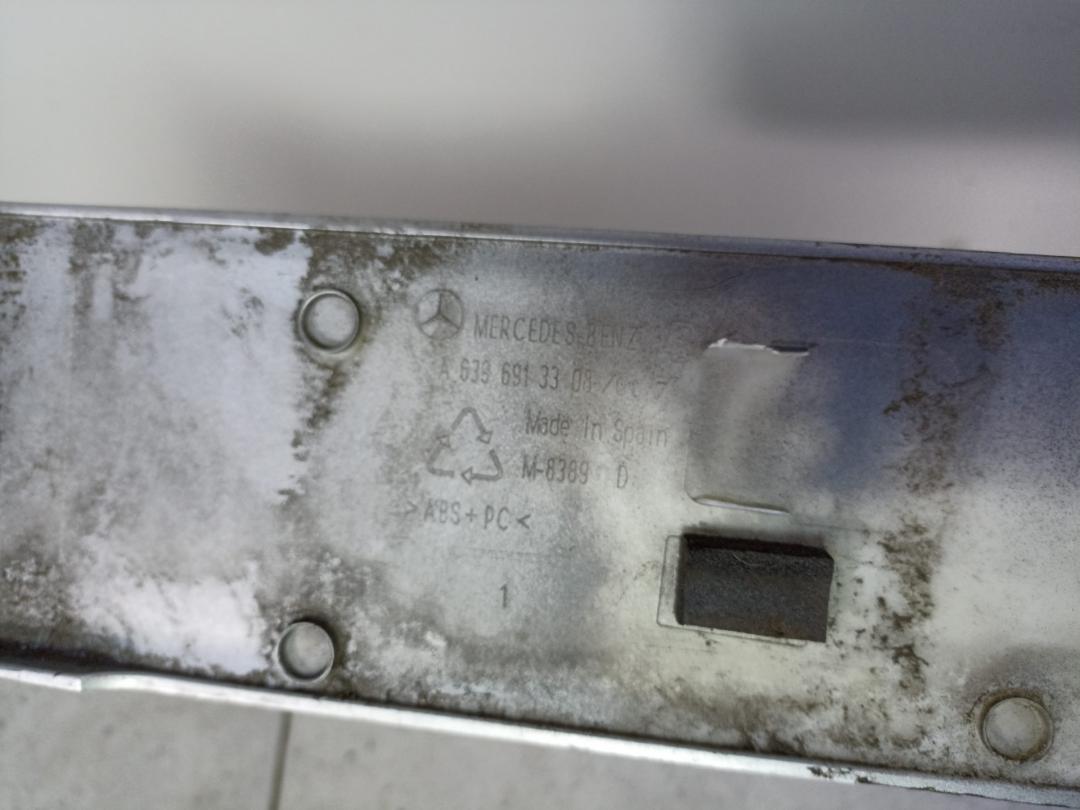 MERCEDES-BENZ
A 639 691 33 08
Made In Spain
M-8389 D
>ABS+PC<
1